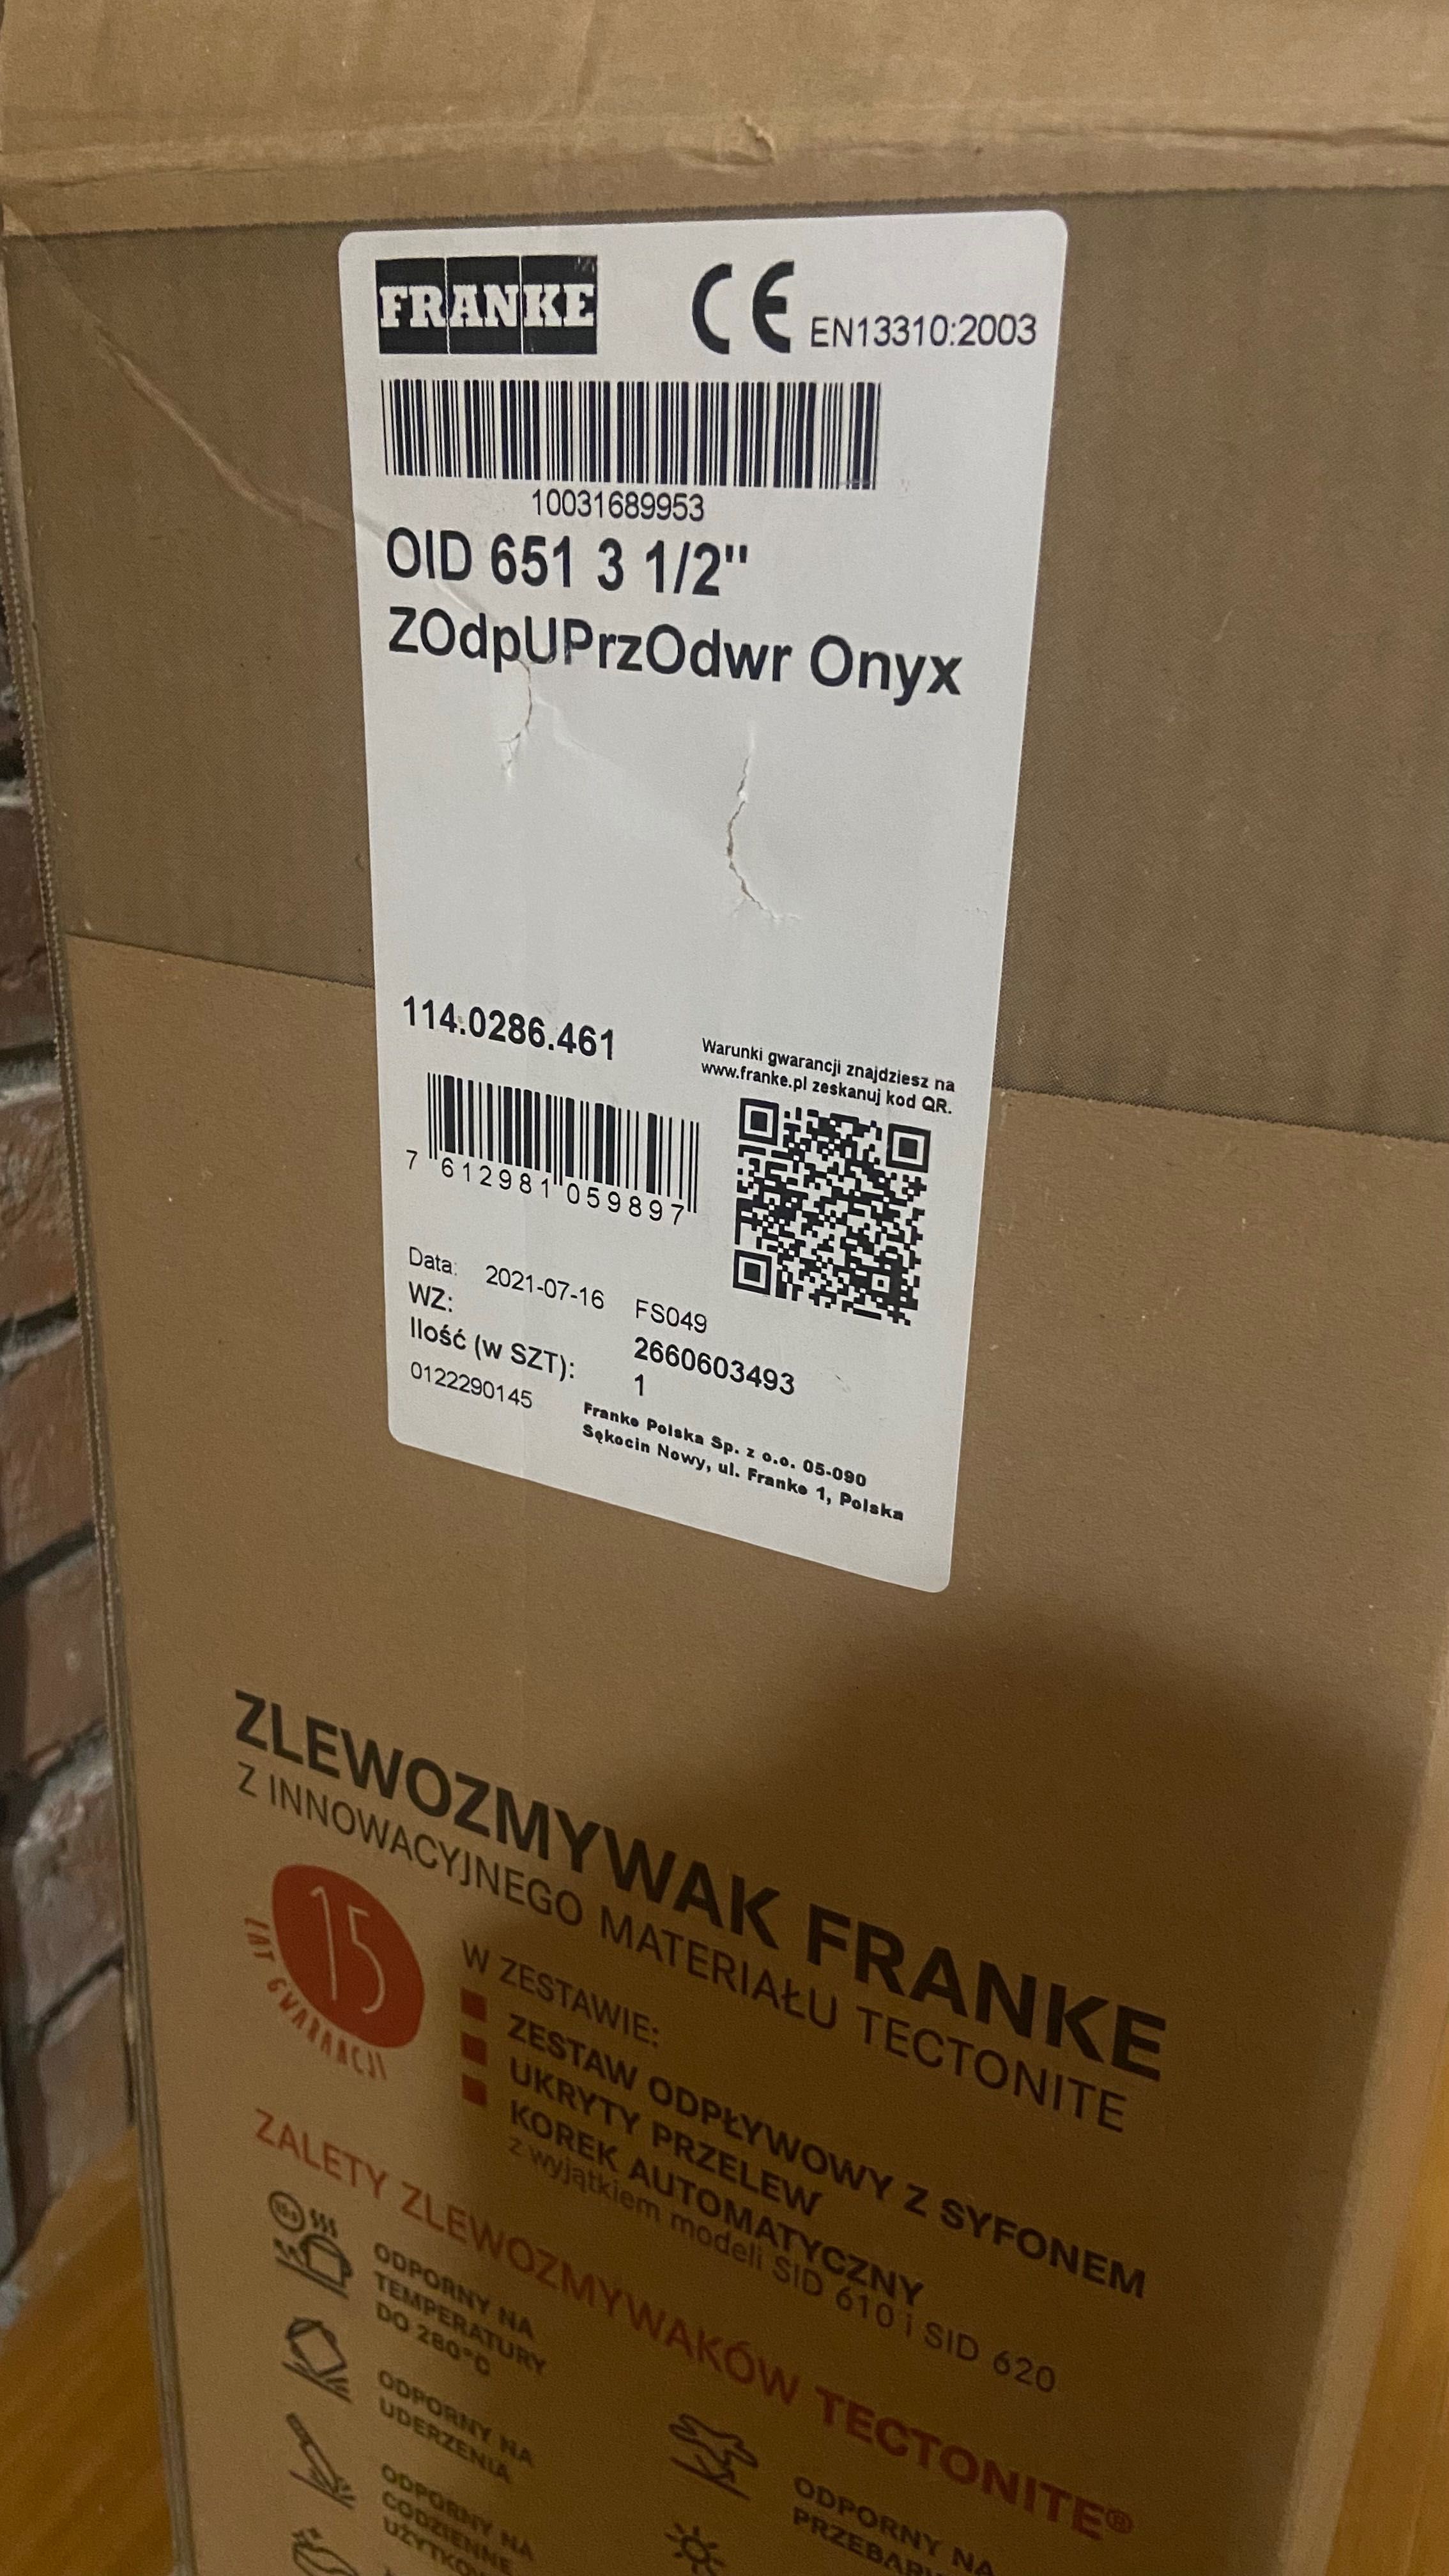 FRANKE
CE EN13310:2003
10031689953
OID 651 3 1/2"
ZOdpUPrzOdwr Onyx
114.0286.461
Warunki gwarancji znajdziesz na
www.franke.pl zeskanuj kod QR.
7 612981 059897
Data: 2021-07-16 FS049
WZ: 2660603493
Ilość (w SZT): 1
0122290145
Franke Polska Sp. z o.o. 05-090
Sękocin Nowy, ul. Franke 1, Polska
ZLEWOZMYWAK FRANKE
Z INNOWACYJNEGO MATERIAŁU TECTONITE
15
LAT GWARANCJI
W ZESTAWIE:
ZESTAW ODPŁYWOWY Z SYFONEM
UKRYTY PRZELEW
KOREK AUTOMATYCZNY
z wyjątkiem modeli SID 610 i SID 620
ZALETY ZLEWOZMYWAKÓW TECTONITE®
ODPORNY NA
TEMPERATURY
DO 280°C
ODPORNY NA
UDERZENIA
ODPORNY NA
CODZIENNE
ODPORNY NA